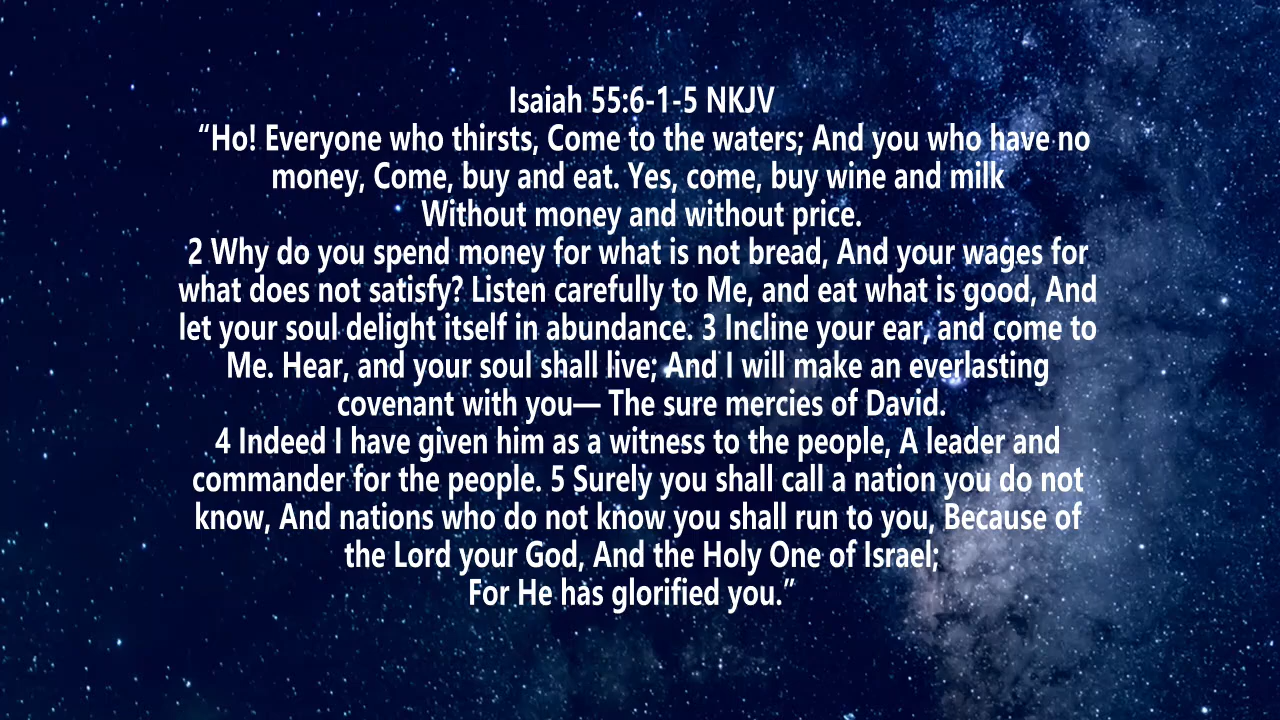 Isaiah 55:6-1-5 NKJV
“Ho! Everyone who thirsts, Come to the waters; And you who have no
money, Come, buy and eat. Yes, come, buy wine and milk
Without money and without price.
2 Why do you spend money for what is not bread, And your wages for
what does not satisfy? Listen carefully to Me, and eat what is good, And
let your soul delight itself in abundance. 3 Incline your ear, and come to
Me. Hear, and your soul shall live; And I will make an everlasting
covenant with you— The sure mercies of David.
4 Indeed I have given him as a witness to the people, A leader and
commander for the people. 5 Surely you shall call a nation you do not
know, And nations who do not know you shall run to you, Because of
the Lord your God, And the Holy One of Israel;
For He has glorified you.”